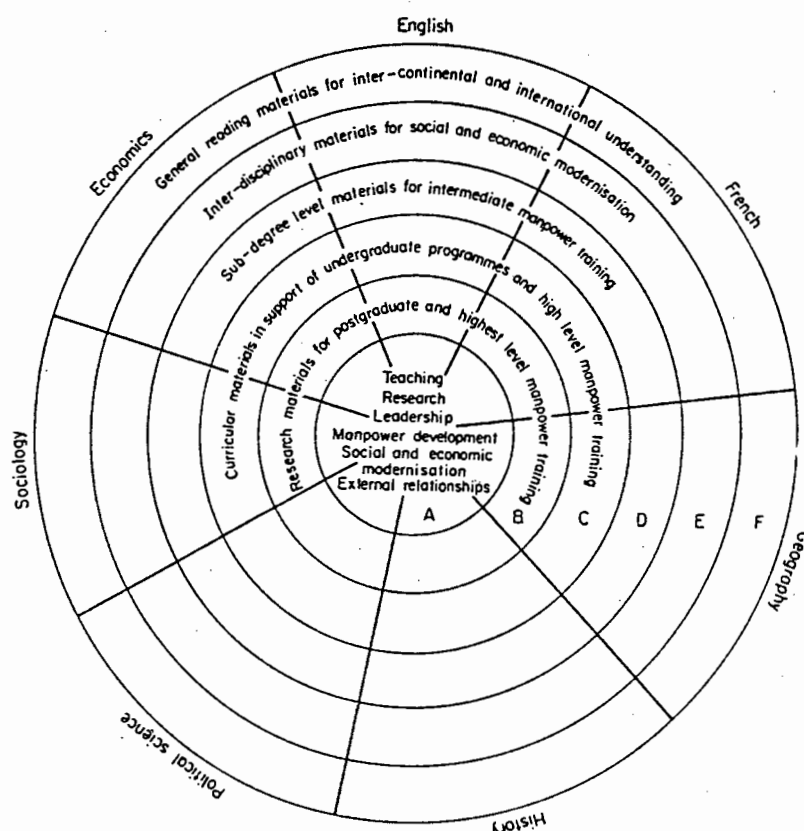 English
Economics
French
Sociology
Geography
Political science
History
General reading materials for inter-continental and international understanding
Inter-disciplinary materials for social and economic modernisation
Sub-degree level materials for intermediate manpower training
Curricular materials in support of undergraduate programmes and high level manpower training
Research materials for postgraduate and highest level manpower training
Teaching
Research
Leadership
Manpower development
Social and economic
modernisation
External relationships
A B C D E F